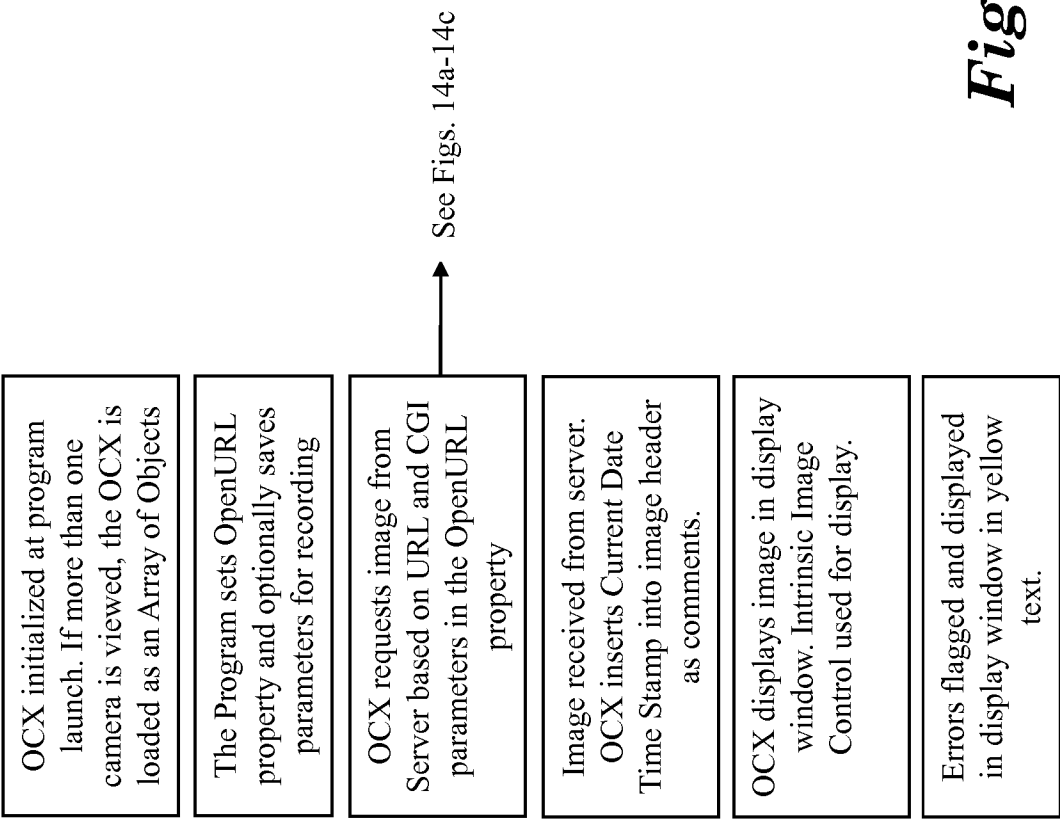 OCX initialized at program
launch. If more than one
camera is viewed, the OCX is
loaded as an Array of Objects
The Program sets OpenURL
property and optionally saves
parameters for recording
OCX requests image from
Server based on URL and CGI
parameters in the OpenURL
property
See Figs. 14a-14c
Image received from server.
OCX inserts Current Date
Time Stamp into image header
as comments.
OCX displays image in display
window. Intrinsic Image
Control used for display.
Errors flagged and displayed
in display window in yellow
text.
Fig